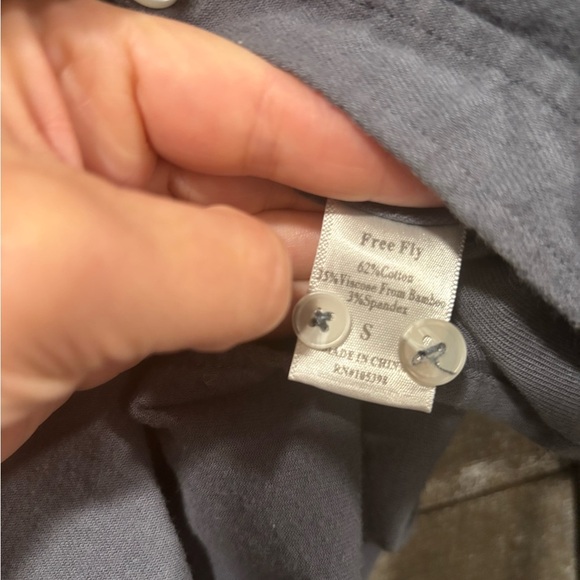 Free Fly
62%Cotton
35%Viscose From Bamboo
3%Spandex
S
MADE IN CHINA
RN#105398